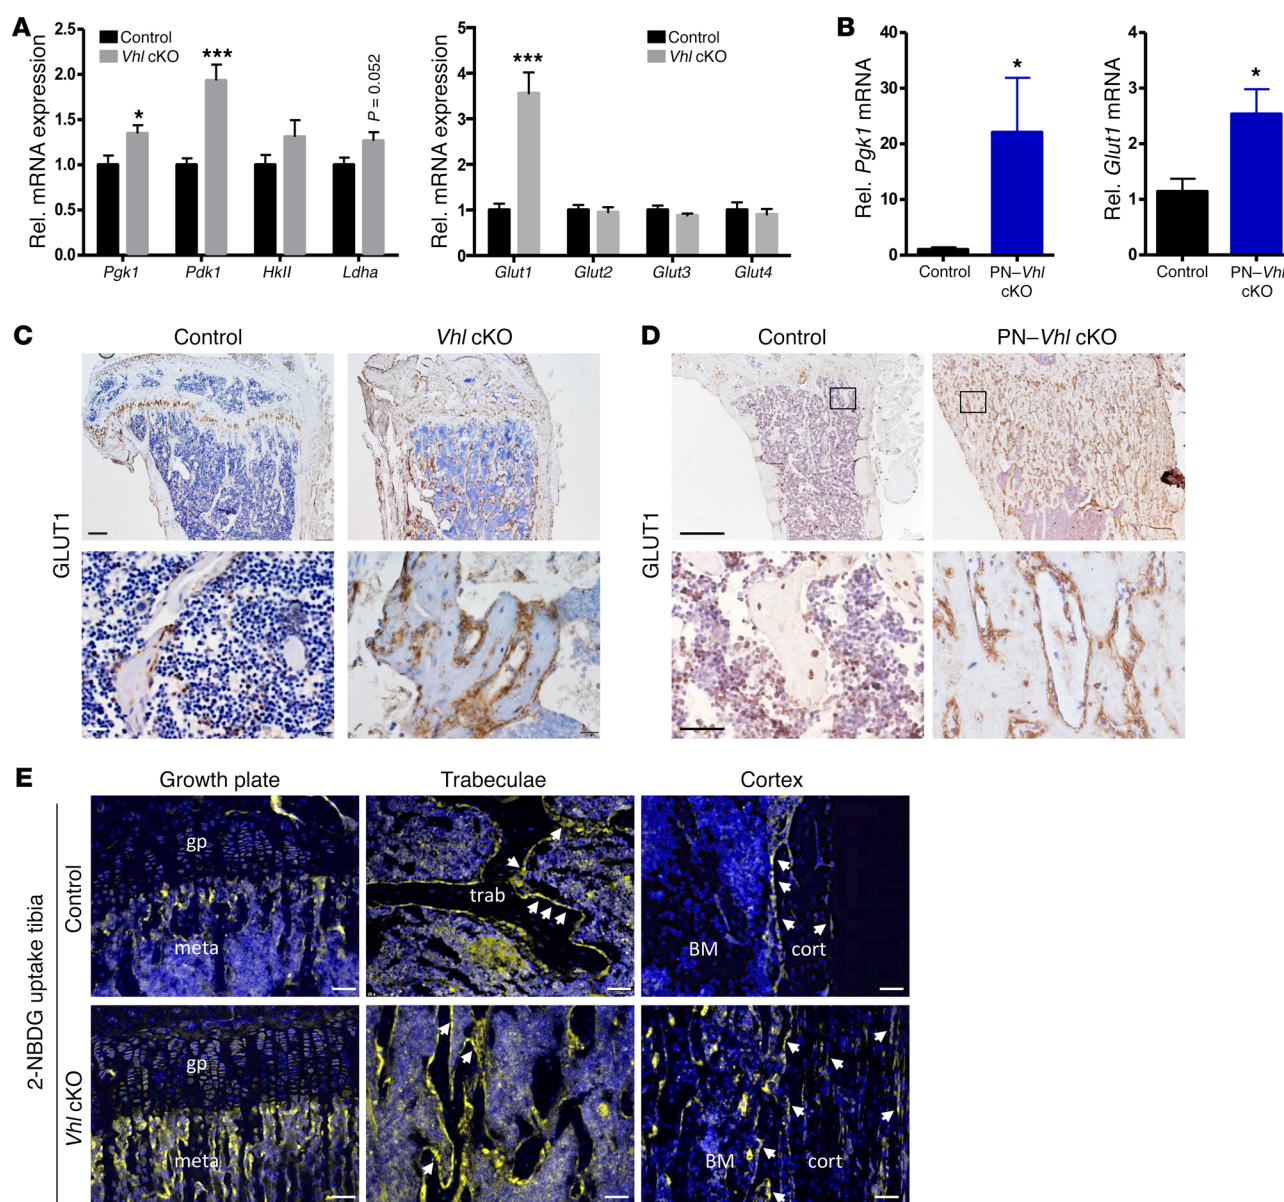 A
Rel. mRNA expression
2.5
2.0
1.5
1.0
0.5
0.0
Control
Vhl cKO
*
***
P = 0.052
Pgk1
Pdk1
HkII
Ldha
Rel. mRNA expression
5
4
3
2
1
0
Control
Vhl cKO
***
Glut1
Glut2
Glut3
Glut4
B
Rel. Pgk1 mRNA
40
30
20
10
0
*
Control
PN–Vhl
cKO
Rel. Glut1 mRNA
4
3
2
1
0
*
Control
PN–Vhl
cKO
C
Control
Vhl cKO
GLUT1
D
Control
PN–Vhl cKO
GLUT1
E
Growth plate
Trabeculae
Cortex
2-NBDG uptake tibia
Control
gp
meta
trab
BM
cort
Vhl cKO
gp
meta
BM
cort